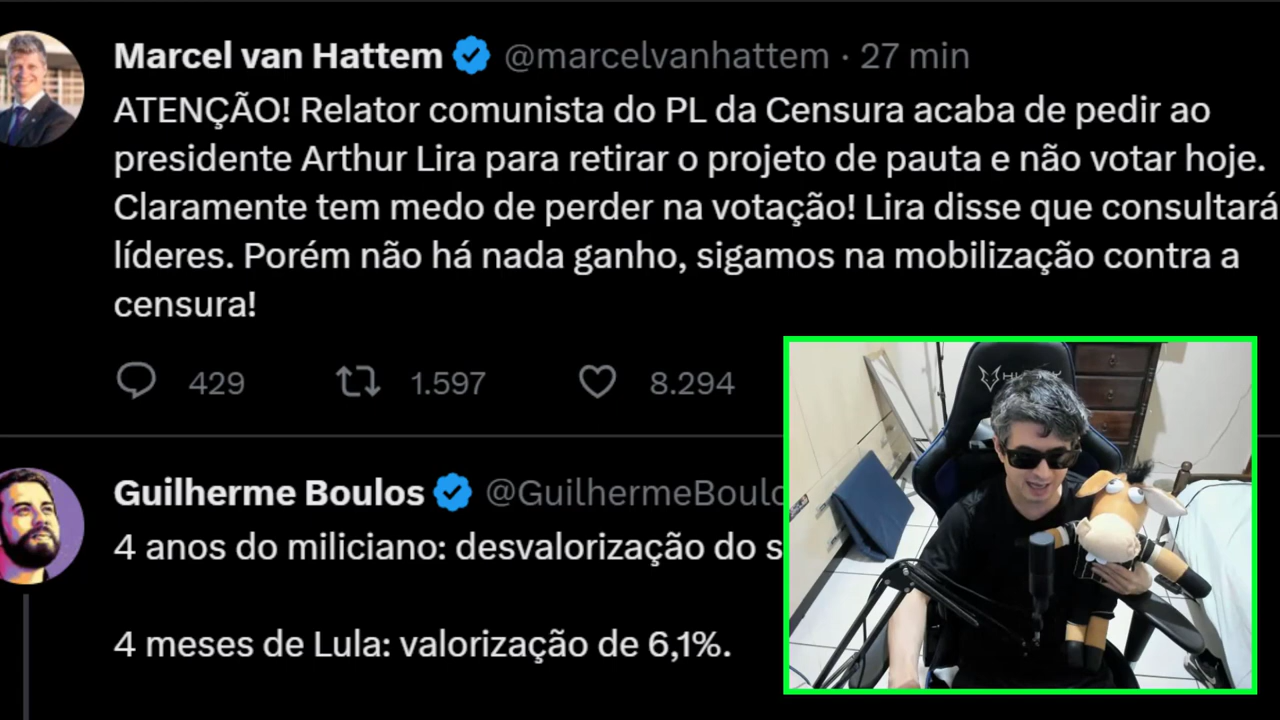 Marcel van Hattem @marcelvanhattem · 27 min
ATENÇÃO! Relator comunista do PL da Censura acaba de pedir ao
presidente Arthur Lira para retirar o projeto de pauta e não votar hoje.
Claramente tem medo de perder na votação! Lira disse que consultará
líderes. Porém não há nada ganho, sigamos na mobilização contra a
censura!
429 1.597 8.294
Guilherme Boulos @GuilhermeBoulo
4 anos do miliciano: desvalorização do s
4 meses de Lula: valorização de 6,1%.